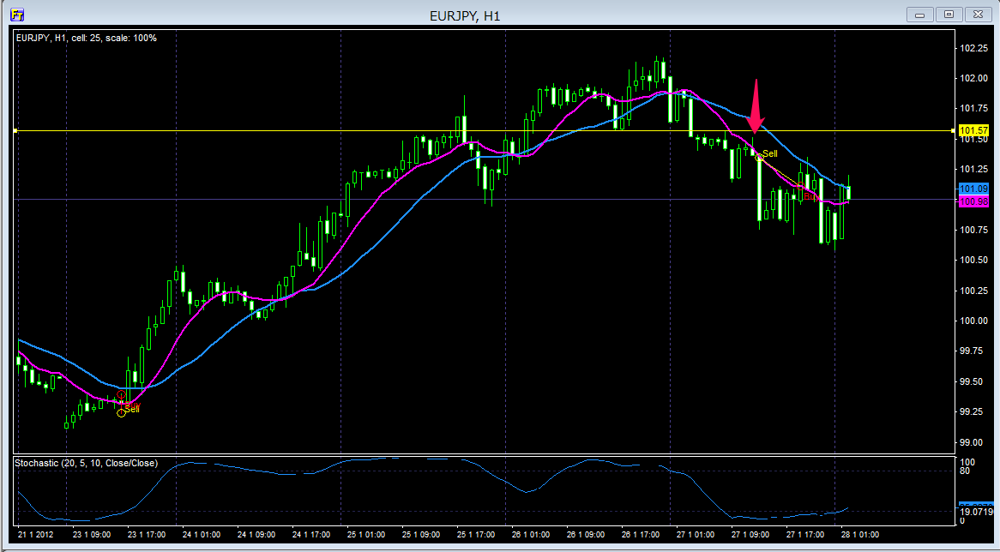 FT
EURJPY, H1
EURJPY, H1, cell: 25, scale: 100%
102.25
102.00
101.75
101.57
101.50
Sell
101.25
101.09
100.98
100.75
100.50
100.25
100.00
99.75
99.50
Sell
99.25
99.00
Stochastic (20, 5, 10, Close/Close)
100
80
19.0719
0
21 1 2012
23 1 09:00
23 1 17:00
24 1 01:00
24 1 09:00
24 1 17:00
25 1 01:00
25 1 09:00
25 1 17:00
26 1 01:00
26 1 09:00
26 1 17:00
27 1 01:00
27 1 09:00
27 1 17:00
28 1 01:00